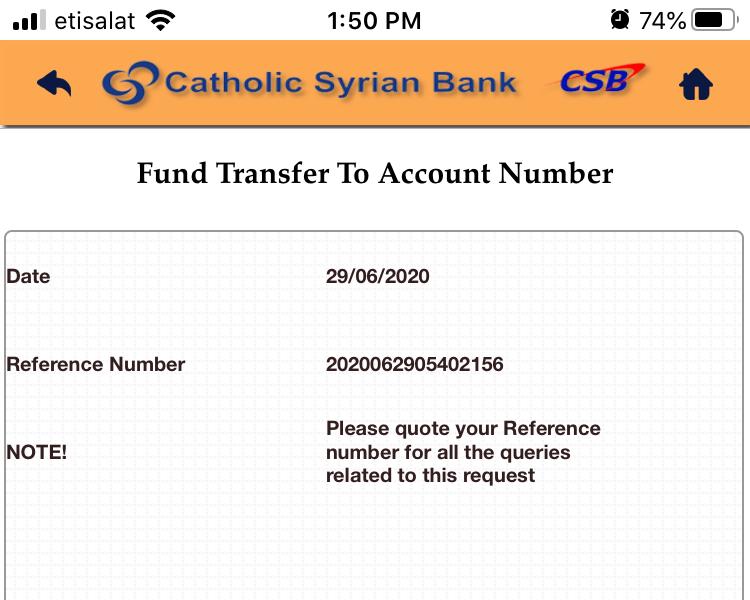 etisalat 1:50 PM 74%
Catholic Syrian Bank CSB
Fund Transfer To Account Number
Date 29/06/2020
Reference Number 2020062905402156
NOTE! Please quote your Reference
number for all the queries
related to this request